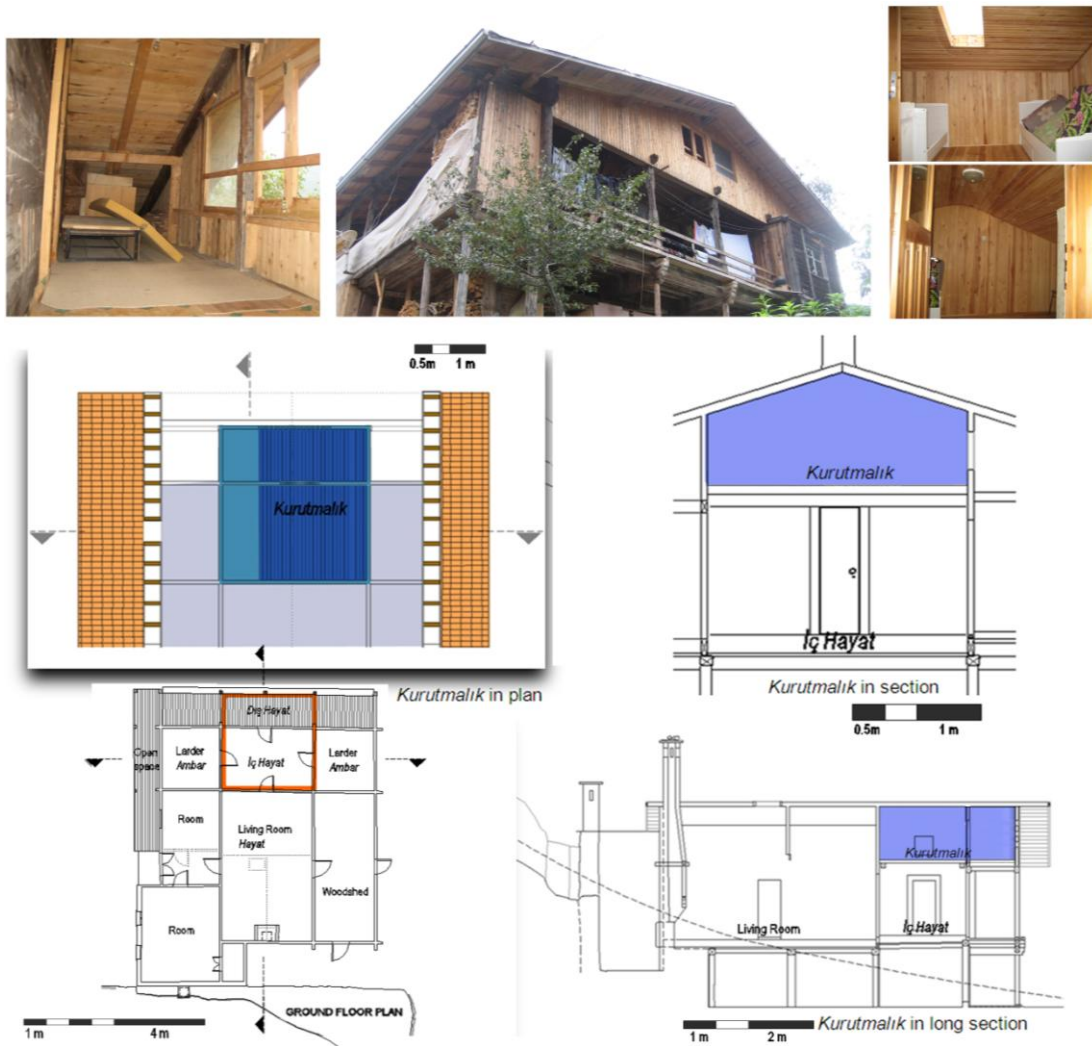 0.5m 1 m
Kurutmalık
Kurutmalık in plan
Kurutmalık
İç Hayat
Kurutmalık in section
0.5m 1 m
Dış Hayat
Open
space
Larder
Ambar
İç Hayat
Larder
Ambar
Room
Living Room
Hayat
Woodshed
Room
GROUND FLOOR PLAN
1 m 4 m
Kurutmalık
Living Room
İç Hayat
1 m 2 m
Kurutmalık in long section